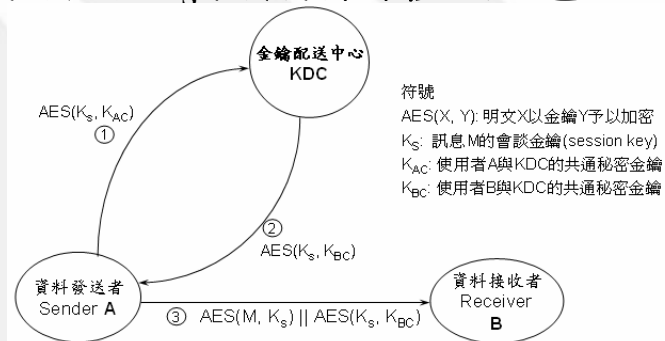 金鑰配送中心
KDC
AES(Ks, KAC)
①
②
AES(Ks, KBC)
資料發送者
Sender A
③ AES(M, Ks) || AES(Ks, KBC)
資料接收者
Receiver
B
符號
AES(X, Y): 明文X以金鑰Y予以加密
KS: 訊息M的會談金鑰(session key)
KAC: 使用者A與KDC的共通秘密金鑰
KBC: 使用者B與KDC的共通秘密金鑰